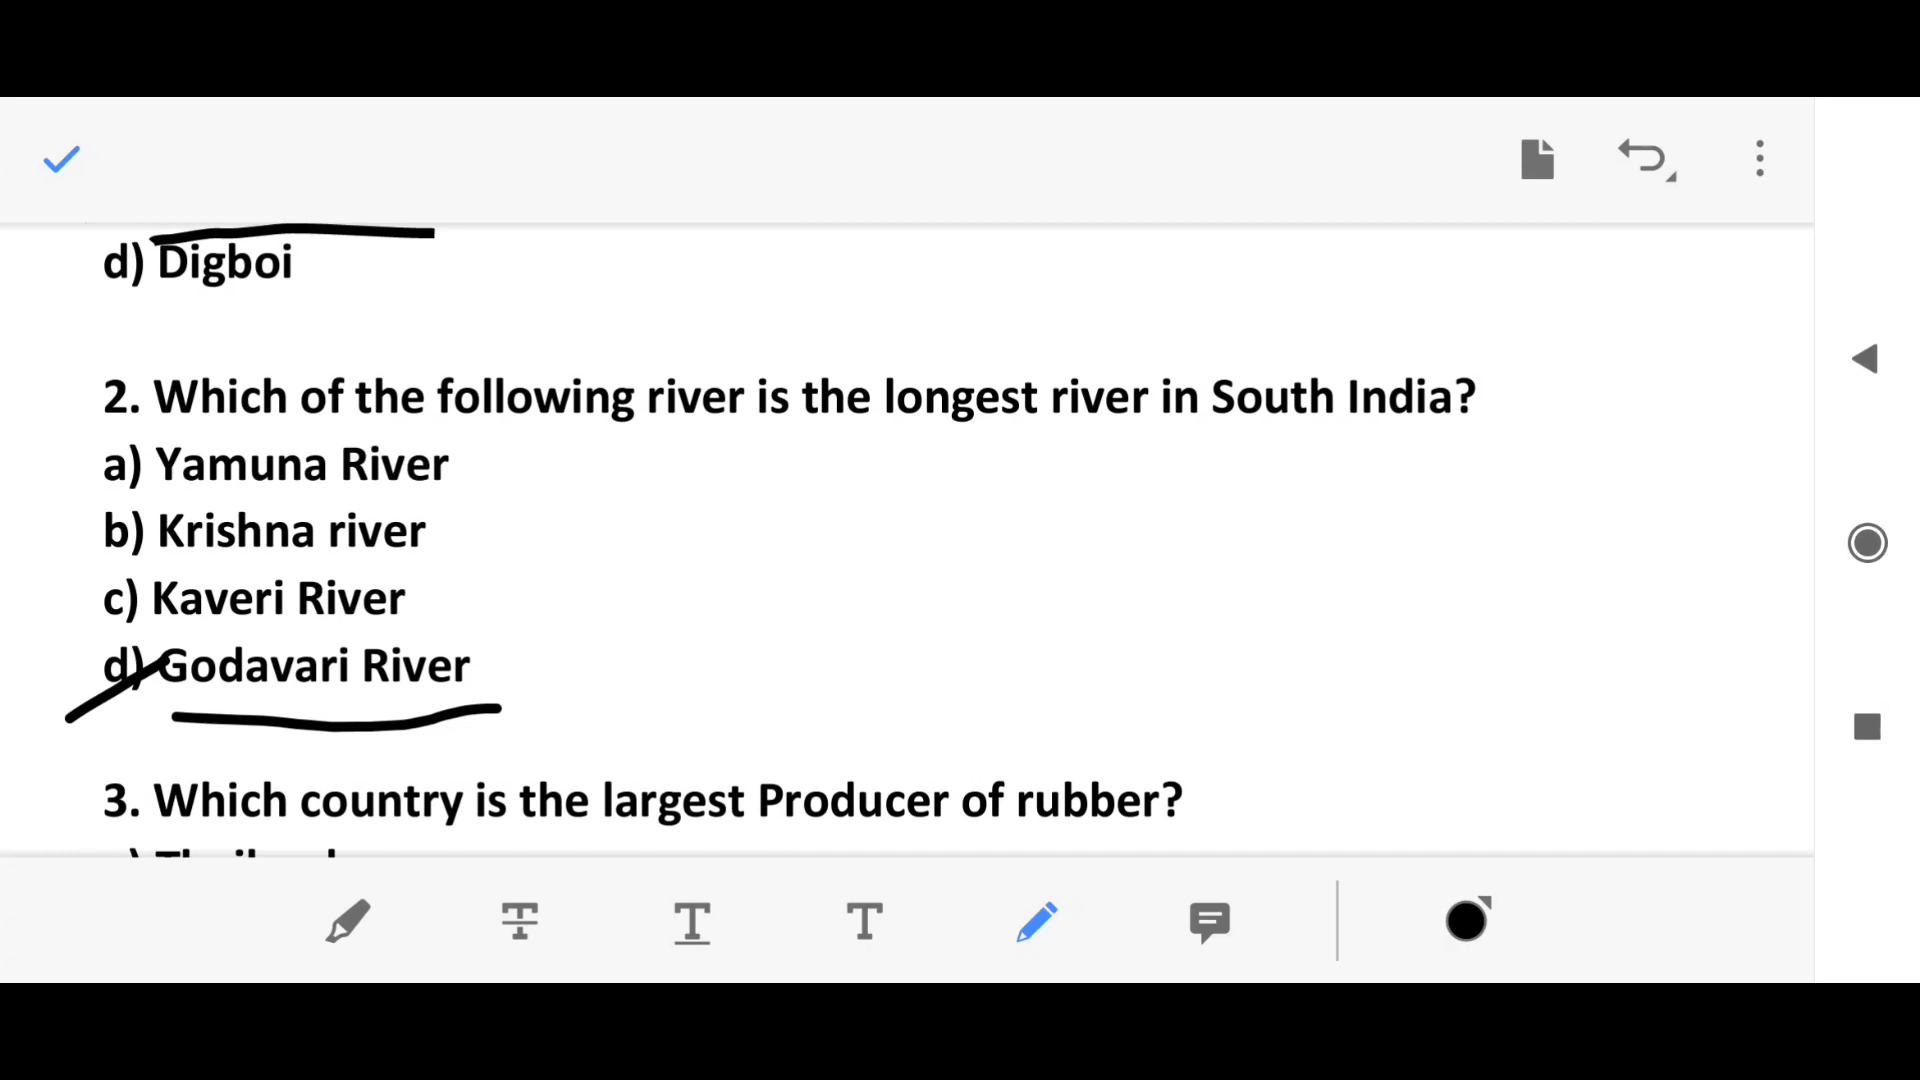 d) Digboi
2. Which of the following river is the longest river in South India?
a) Yamuna River
b) Krishna river
c) Kaveri River
d) Godavari River
3. Which country is the largest Producer of rubber?